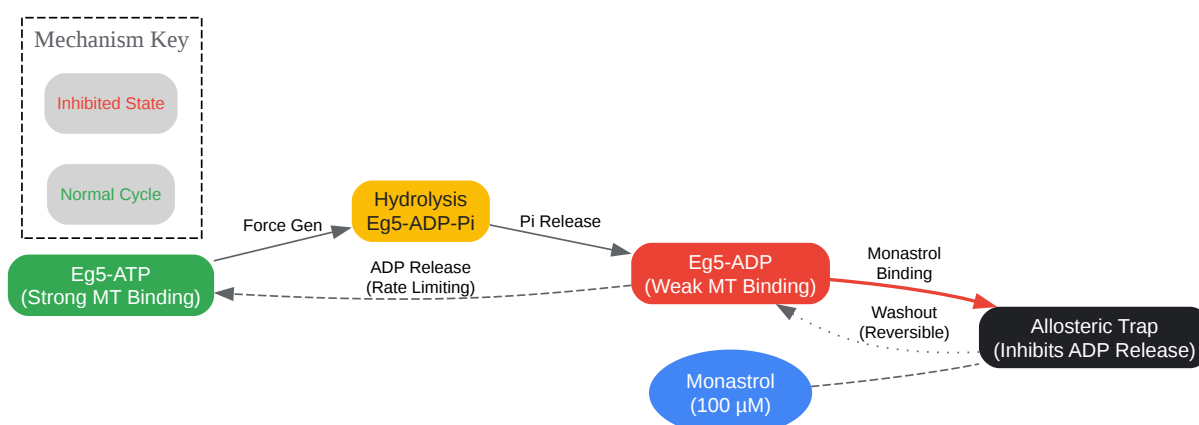 Mechanism Key
Inhibited State
Normal Cycle
Hydrolysis
Eg5-ADP-Pi
Force Gen
Pi Release
Eg5-ATP
(Strong MT Binding)
ADP Release
(Rate Limiting)
Eg5-ADP
(Weak MT Binding)
Monastrol
Binding
Washout
(Reversible)
Allosteric Trap
(Inhibits ADP Release)
Monastrol
(100 µM)